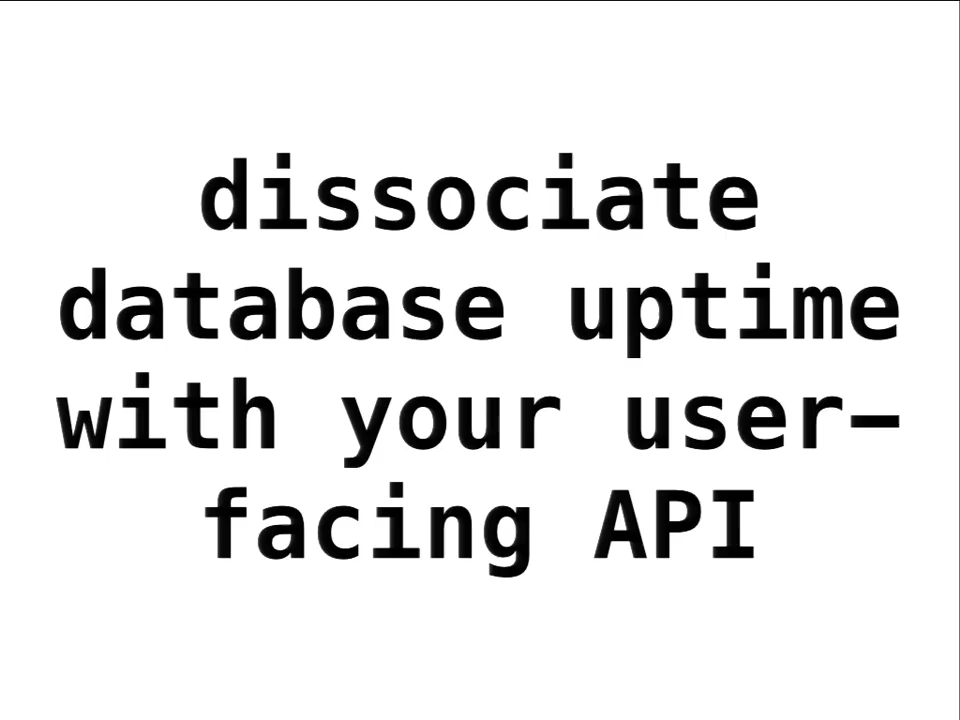 dissociate
database uptime
with your user-
facing API